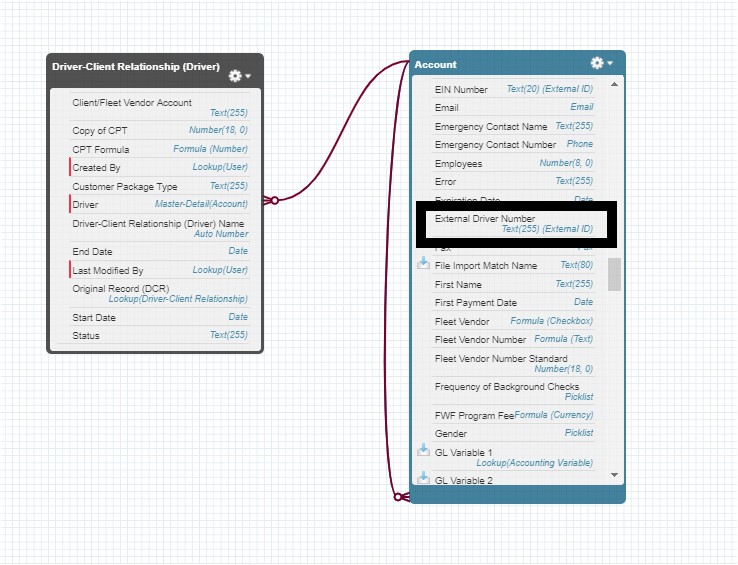 Driver-Client Relationship (Driver)
Client/Fleet Vendor Account
Text(255)
Copy of CPT Number(18, 0)
CPT Formula Formula (Number)
Created By Lookup(User)
Customer Package Type Text(255)
Driver Master-Detail(Account)
Driver-Client Relationship (Driver) Name
Auto Number
End Date Date
Last Modified By Lookup(User)
Original Record (DCR)
Lookup(Driver-Client Relationship)
Start Date Date
Status Text(255)
Account
EIN Number Text(20) (External ID)
Email Email
Emergency Contact Name Text(255)
Emergency Contact Number Phone
Employees Number(8, 0)
Error Text(255)
Expiration Date Date
External Driver Number
Text(255) (External ID)
Fax Fax
File Import Match Name Text(80)
First Name Text(255)
First Payment Date Date
Fleet Vendor Formula (Checkbox)
Fleet Vendor Number Formula (Text)
Fleet Vendor Number Standard
Number(18, 0)
Frequency of Background Checks
Picklist
FWF Program Fee Formula (Currency)
Gender Picklist
GL Variable 1
Lookup(Accounting Variable)
GL Variable 2